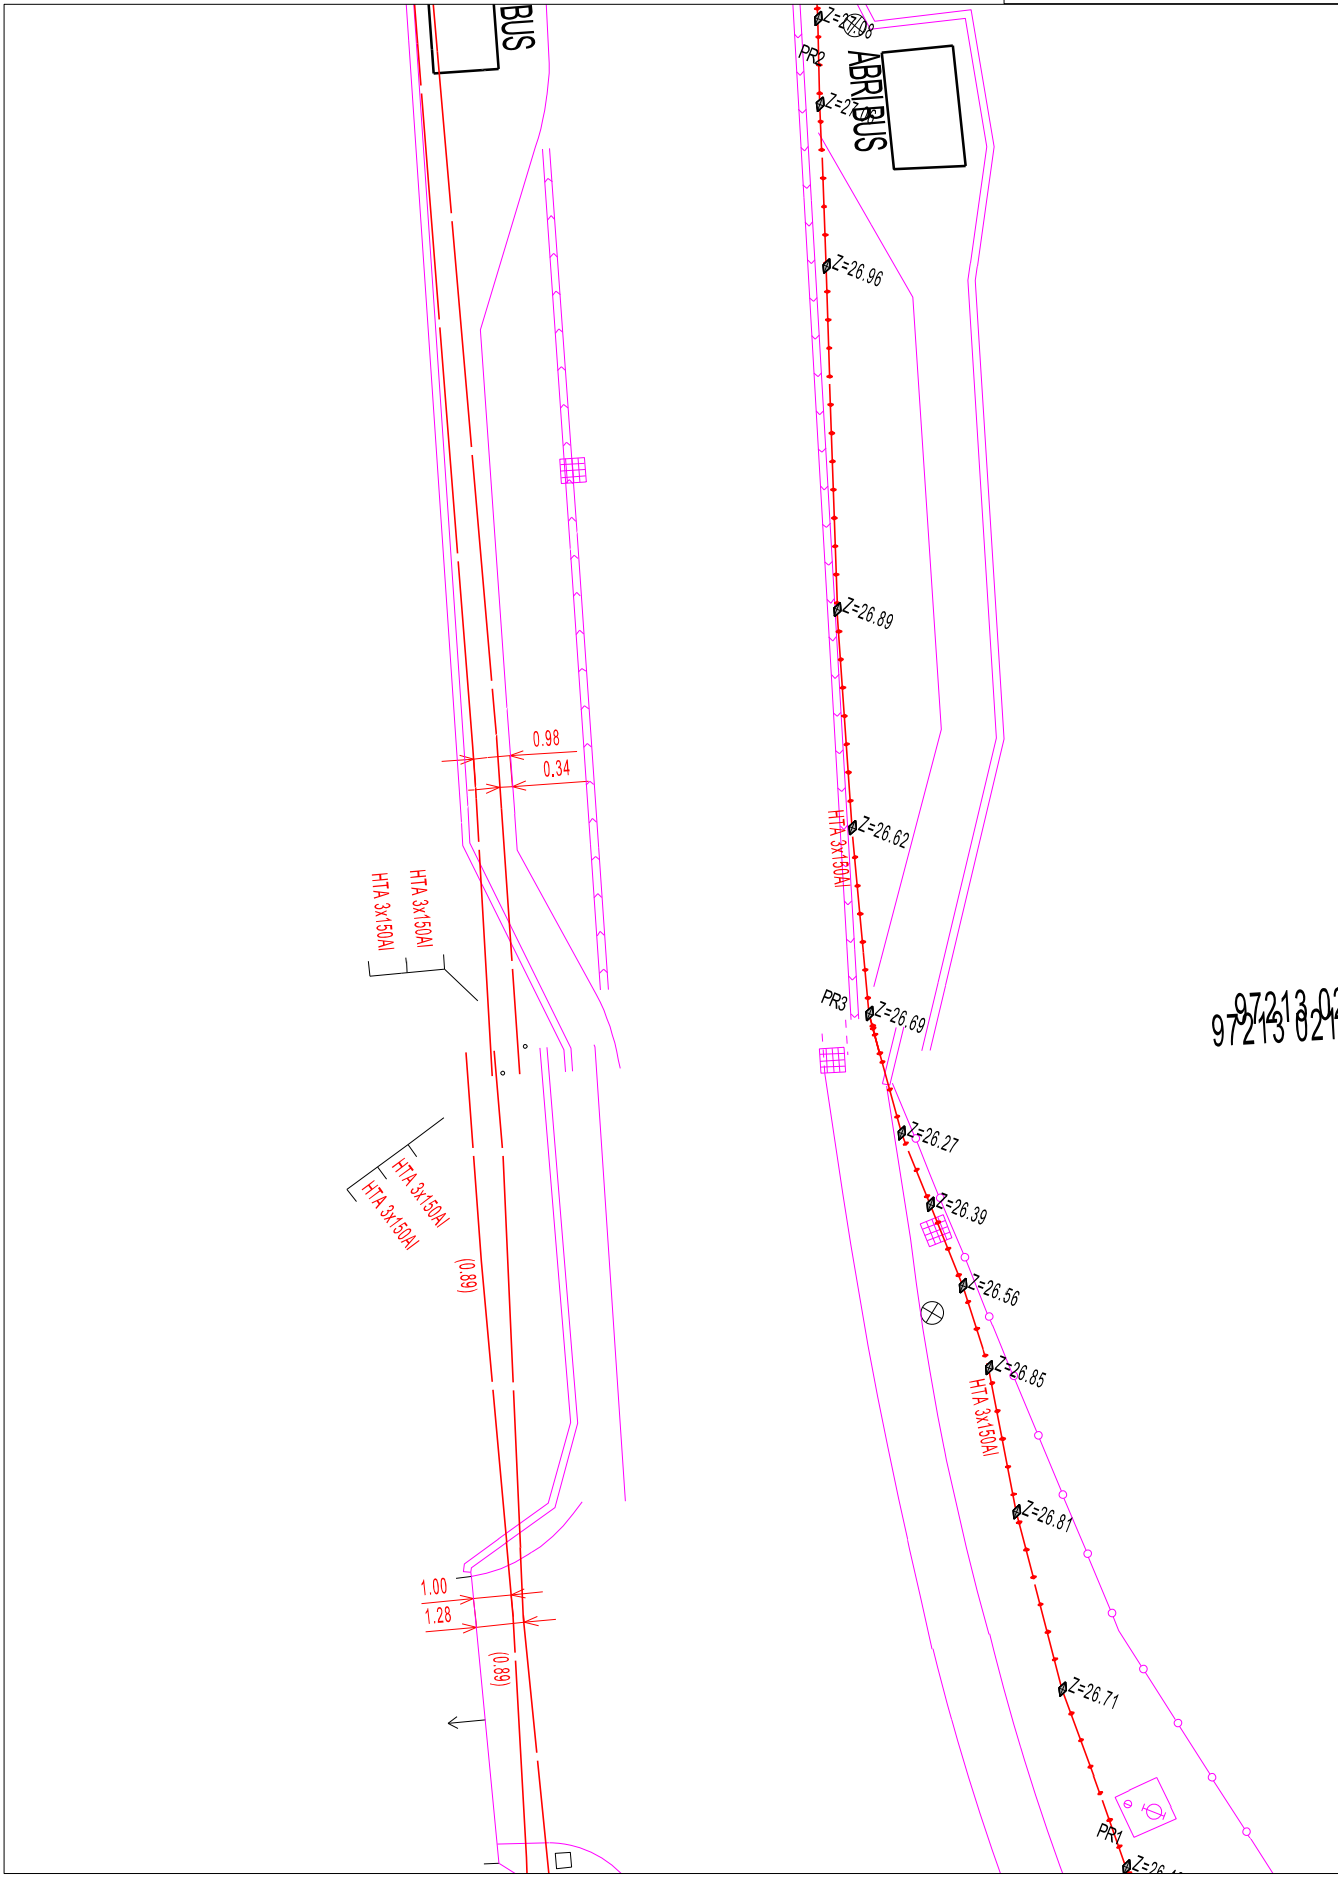 BUS
Z=27.08
PR2
ABRI BUS
Z=26.96
Z=26.89
0.98
0.34
Z=26.62
HTA 3x150Al
HTA 3x150Al
HTA 3x150Al
PR3
Z=26.69
97213 02
97213 021
Z=26.27
HTA 3x150Al
HTA 3x150Al
Z=26.39
(0.89)
Z=26.56
Z=26.85
HTA 3x150Al
Z=26.81
1.00
1.28
(0.89)
Z=26.71
PR1